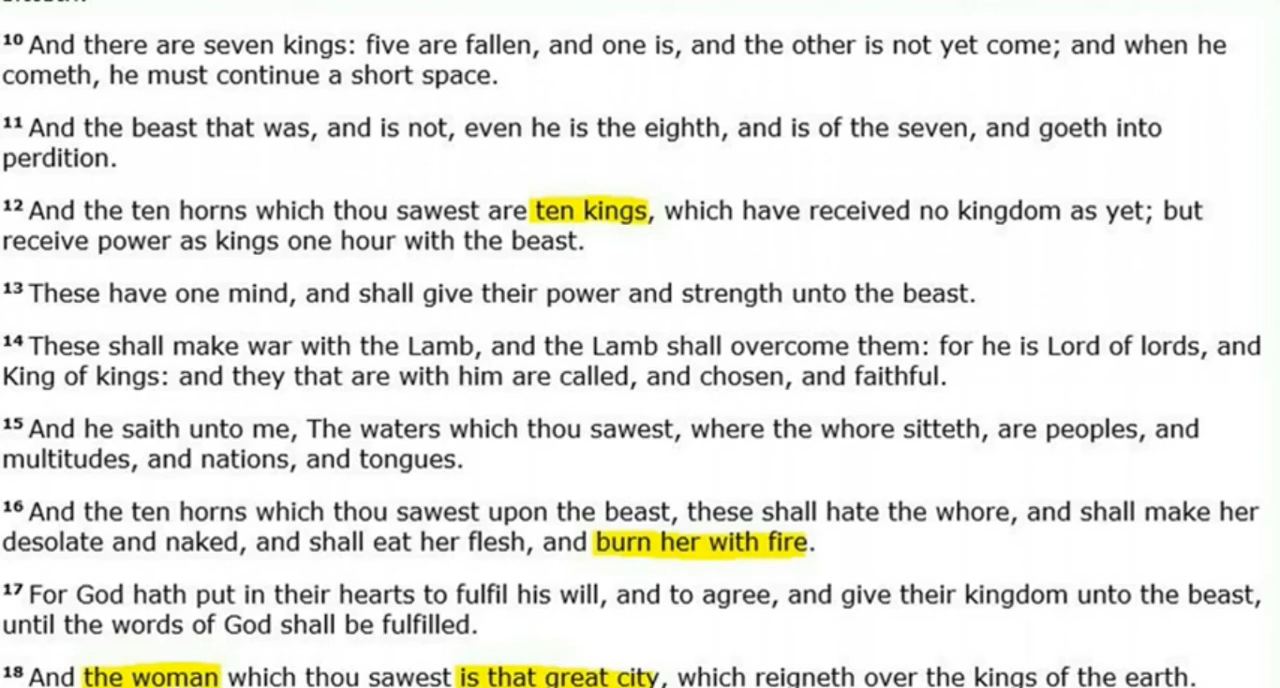 10 And there are seven kings: five are fallen, and one is, and the other is not yet come; and when he
cometh, he must continue a short space.
11 And the beast that was, and is not, even he is the eighth, and is of the seven, and goeth into
perdition.
12 And the ten horns which thou sawest are ten kings, which have received no kingdom as yet; but
receive power as kings one hour with the beast.
13 These have one mind, and shall give their power and strength unto the beast.
14 These shall make war with the Lamb, and the Lamb shall overcome them: for he is Lord of lords, and
King of kings: and they that are with him are called, and chosen, and faithful.
15 And he saith unto me, The waters which thou sawest, where the whore sitteth, are peoples, and
multitudes, and nations, and tongues.
16 And the ten horns which thou sawest upon the beast, these shall hate the whore, and shall make her
desolate and naked, and shall eat her flesh, and burn her with fire.
17 For God hath put in their hearts to fulfil his will, and to agree, and give their kingdom unto the beast,
until the words of God shall be fulfilled.
18 And the woman which thou sawest is that great city, which reigneth over the kings of the earth.